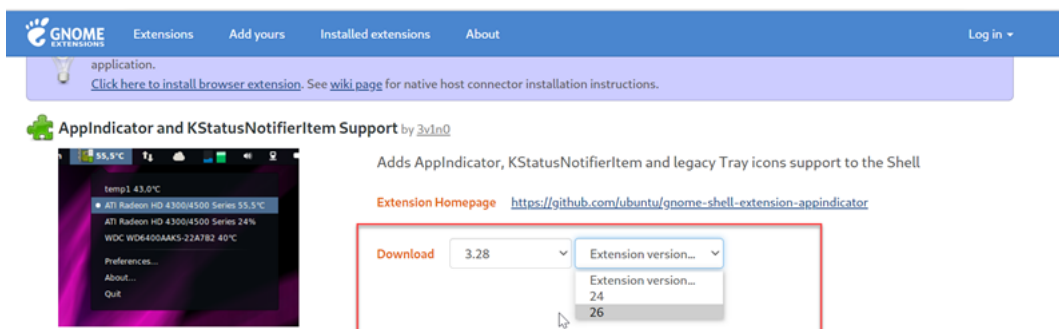 GNOME EXTENSIONS Extensions Add yours Installed extensions About Log in
application.
Click here to install browser extension. See wiki page for native host connector installation instructions.
AppIndicator and KStatusNotifierItem Support by 3v1n0
55,5°C
temp1 43.0°C
ATI Radeon HD 4300/4500 Series 55.5°C
ATI Radeon HD 4300/4500 Series 24%
WDC WD6400AAKS-22A7B2 40°C
Preferences...
About...
Quit
Adds AppIndicator, KStatusNotifierItem and legacy Tray icons support to the Shell
Extension Homepage https://github.com/ubuntu/gnome-shell-extension-appindicator
Download 3.28 Extension version...
Extension version...
24
26